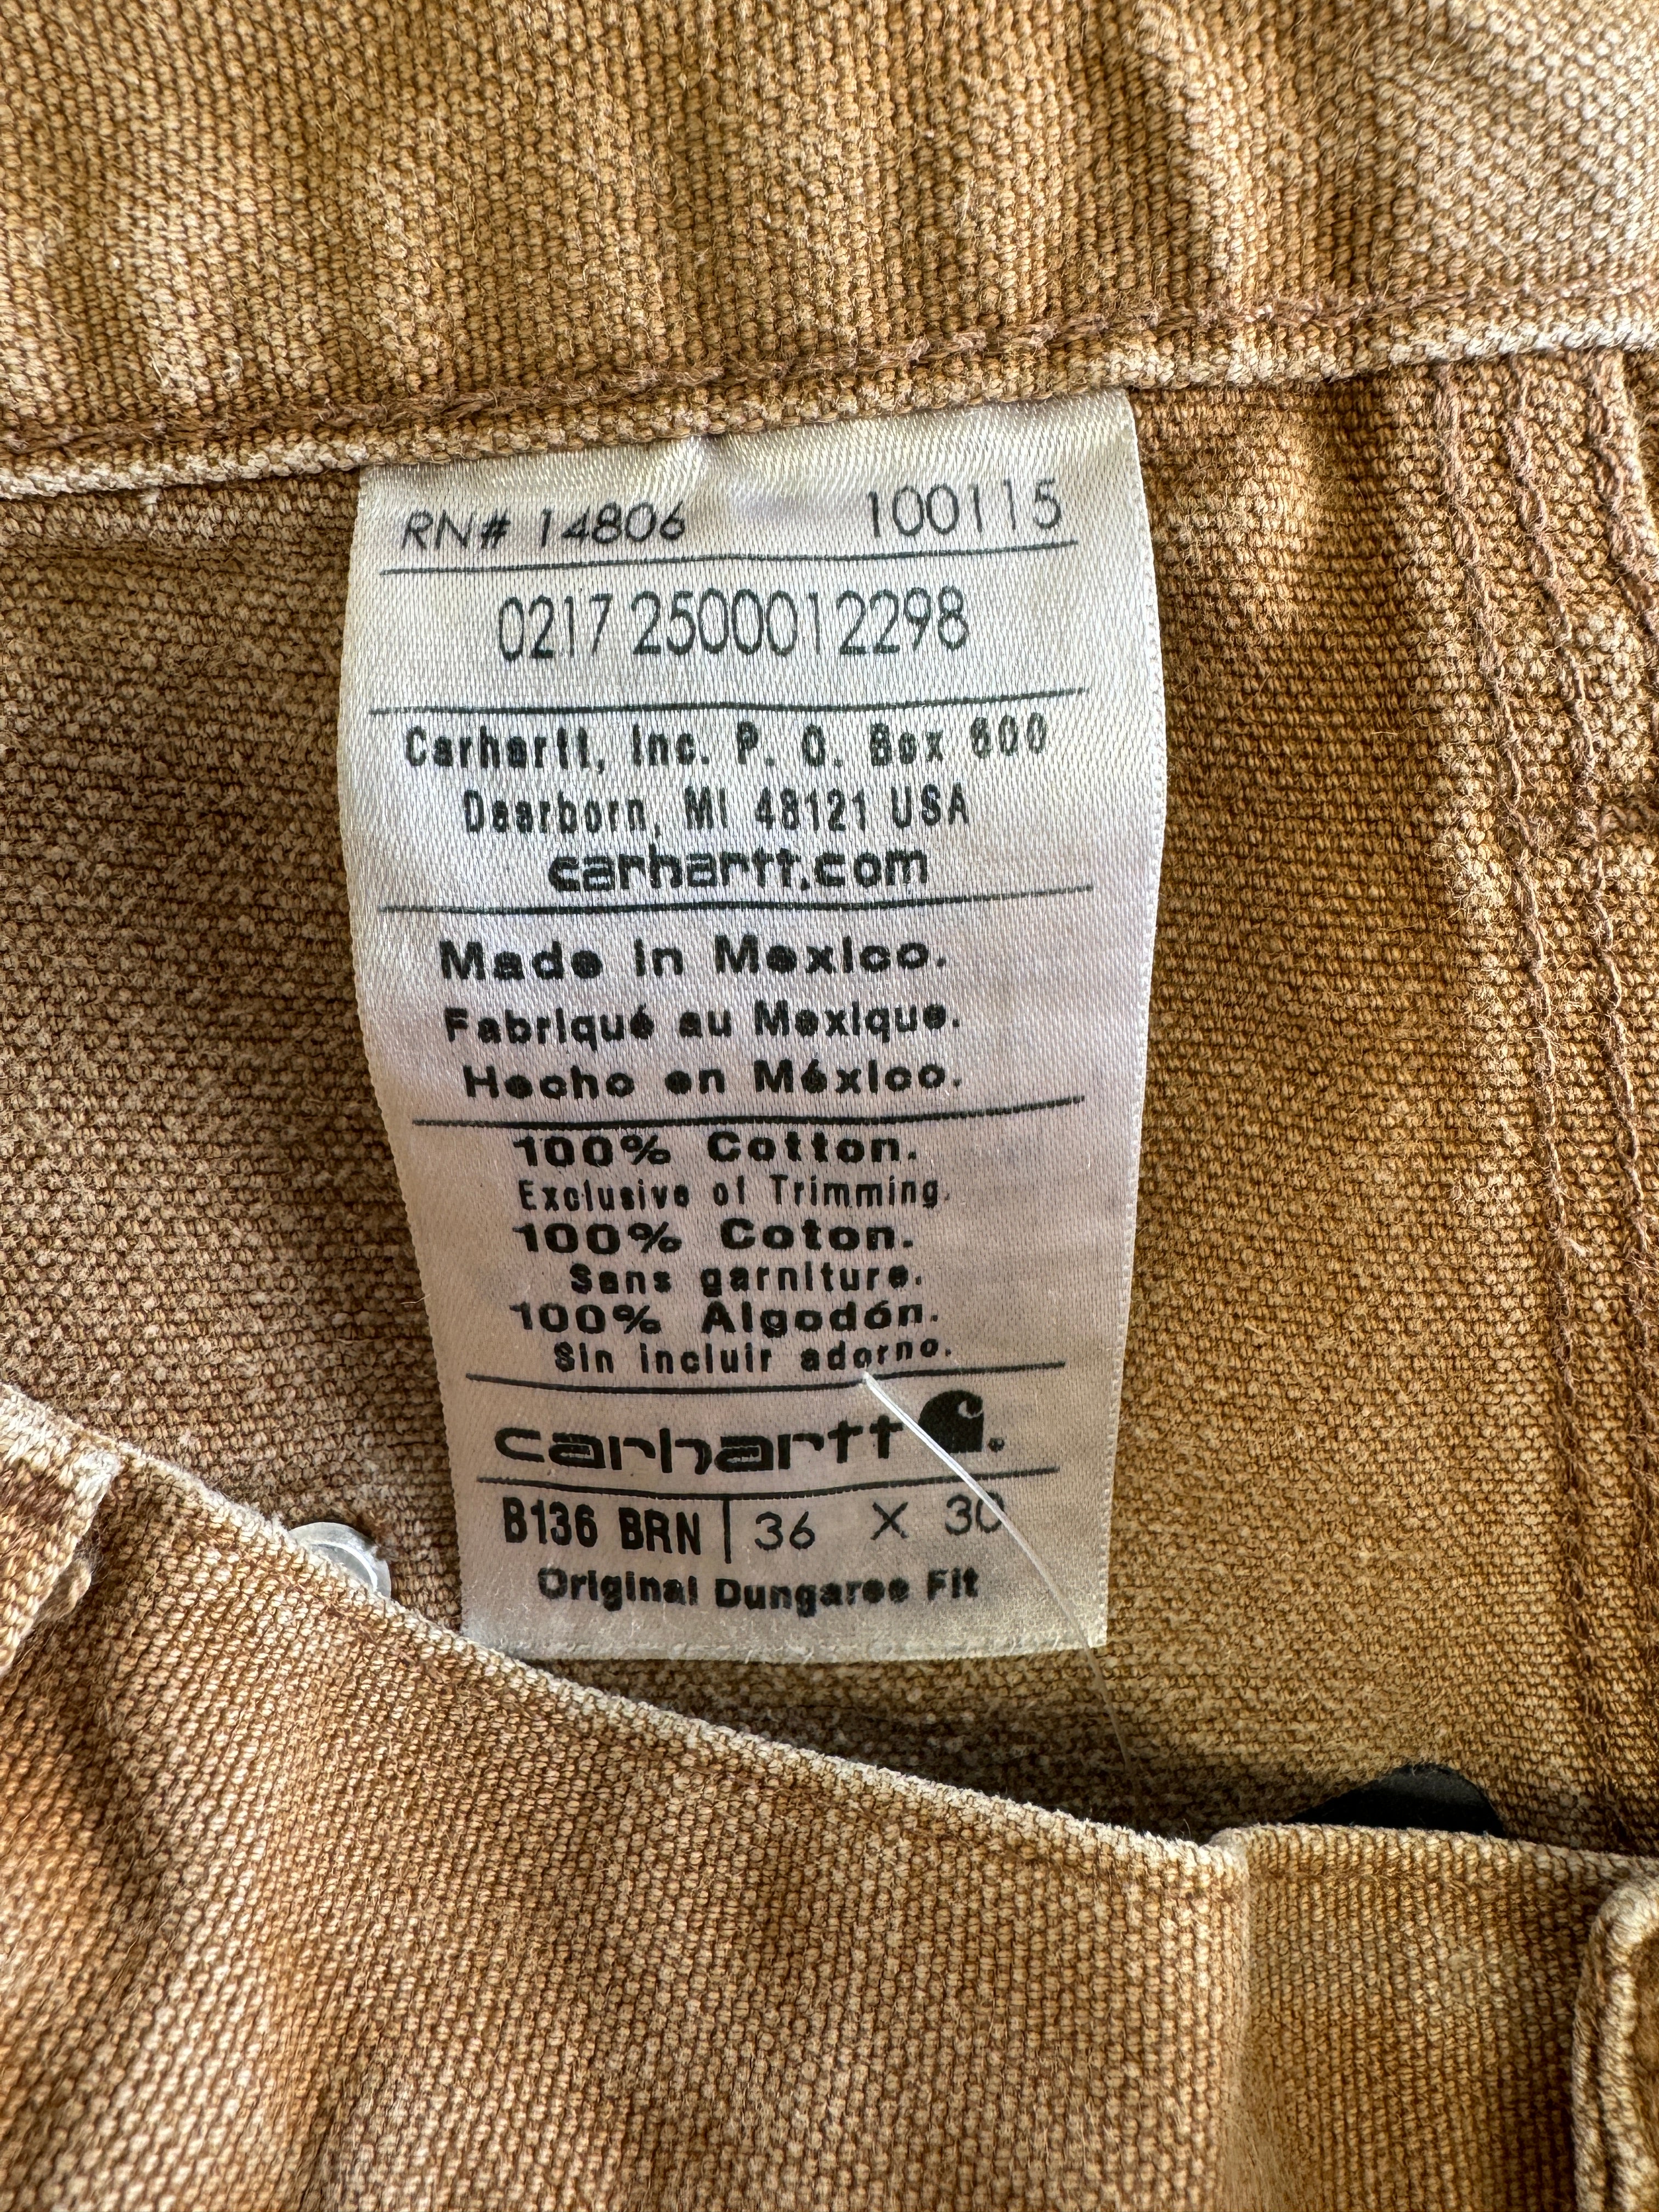 RN# 14806 100115
0217 2500012298
Carhartt, Inc. P. O. Box 600
Dearborn, MI 48121 USA
carhartt.com
Made in Mexico.
Fabriqué au Mexique.
Hecho en México.
100% Cotton.
Exclusive of Trimming.
100% Coton.
Sans garniture.
100% Algodón.
Sin incluir adorno.
carhartt
B136 BRN | 36 X 30
Original Dungaree Fit